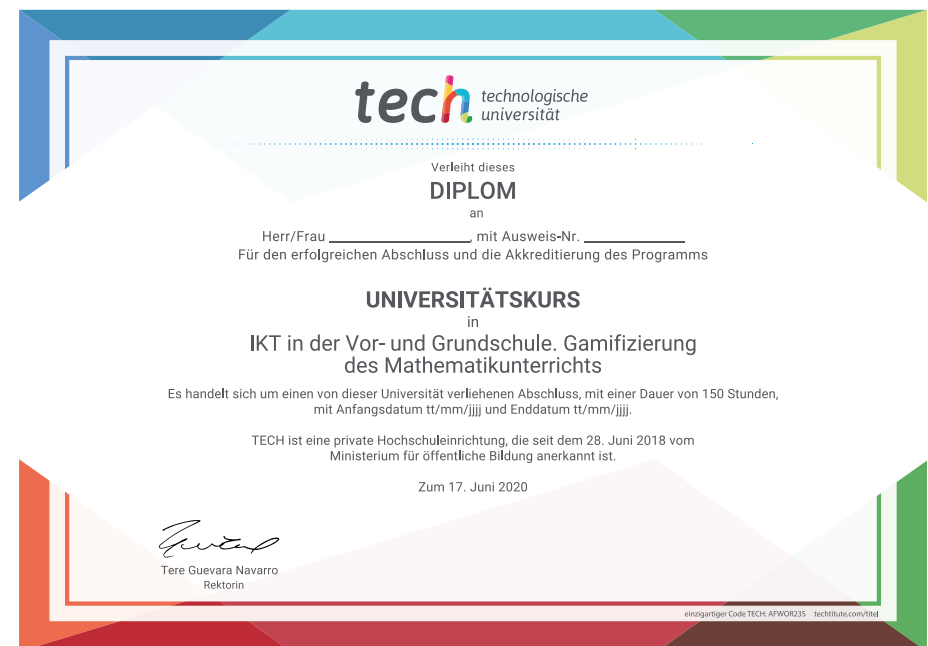 tech technologische
universität
Verleiht dieses
DIPLOM
an
Herr/Frau ____________________, mit Ausweis-Nr. ______________
Für den erfolgreichen Abschluss und die Akkreditierung des Programms
UNIVERSITÄTSKURS
in
IKT in der Vor- und Grundschule. Gamifizierung
des Mathematikunterrichts
Es handelt sich um einen von dieser Universität verliehenen Abschluss, mit einer Dauer von 150 Stunden,
mit Anfangsdatum tt/mm/jjjj und Enddatum tt/mm/jjjj.
TECH ist eine private Hochschuleinrichtung, die seit dem 28. Juni 2018 vom
Ministerium für öffentliche Bildung anerkannt ist.
Zum 17. Juni 2020
Tere Guevara Navarro
Rektorin
einzigartiger Code TECH: AFWOR23S techtitute.com/titel